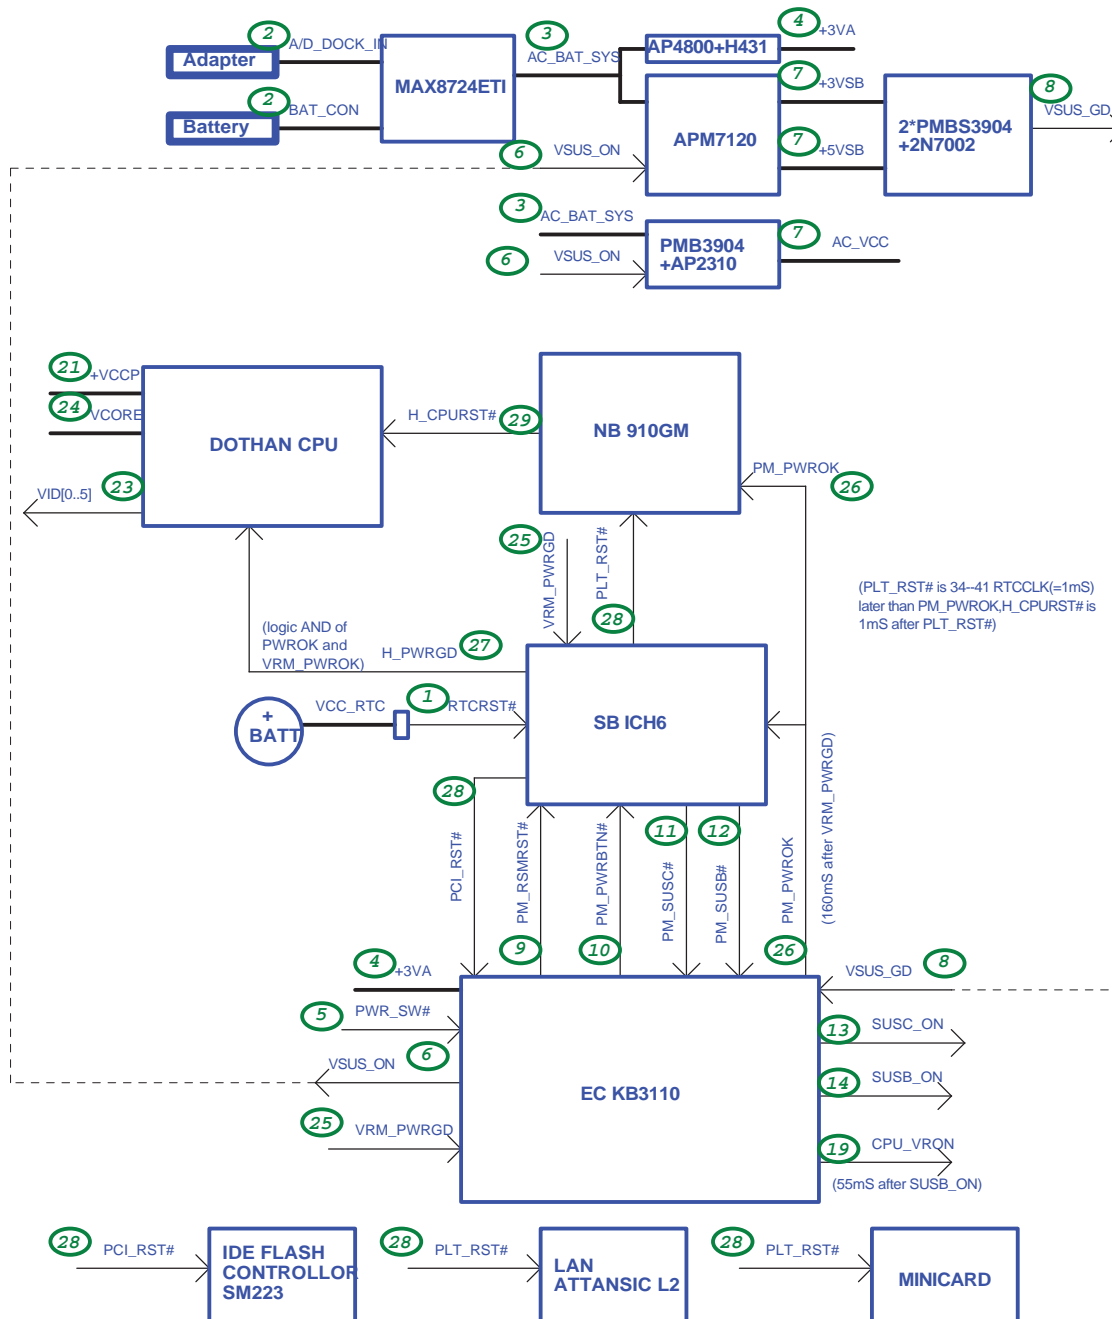 2
A/D_DOCK_IN
Adapter
2
BAT_CON
Battery
MAX8724ETI
3
AC_BAT_SYS
4
+3VA
AP4800+H431
7
+3VSB
APM7120
7
+5VSB
6
VSUS_ON
2*PMBS3904
+2N7002
8
VSUS_GD
3
AC_BAT_SYS
6
VSUS_ON
PMB3904
+AP2310
7
AC_VCC
21
+VCCP
24
VCORE
23
VID[0..5]
DOTHAN CPU
H_CPURST#
29
NB 910GM
PM_PWROK
26
25
VRM_PWRGD
PLT_RST#
28
(PLT_RST# is 34--41 RTCCLK(=1mS)
later than PM_PWROK,H_CPURST# is
1mS after PLT_RST#)
(logic AND of
PWROK and
VRM_PWROK)
H_PWRGD
27
+
BATT
VCC_RTC
1
RTCRST#
SB ICH6
28
PCI_RST#
PM_RSMRST#
9
PM_PWRBTN#
10
11
PM_SUSC#
12
PM_SUSB#
PM_PWROK
26
(160mS after VRM_PWRGD)
4
+3VA
5
PWR_SW#
6
VSUS_ON
25
VRM_PWRGD
EC KB3110
VSUS_GD
8
13
SUSC_ON
14
SUSB_ON
19
CPU_VRON
(55mS after SUSB_ON)
28
PCI_RST#
IDE FLASH
CONTROLLOR
SM223
28
PLT_RST#
LAN
ATTANSIC L2
28
PLT_RST#
MINICARD